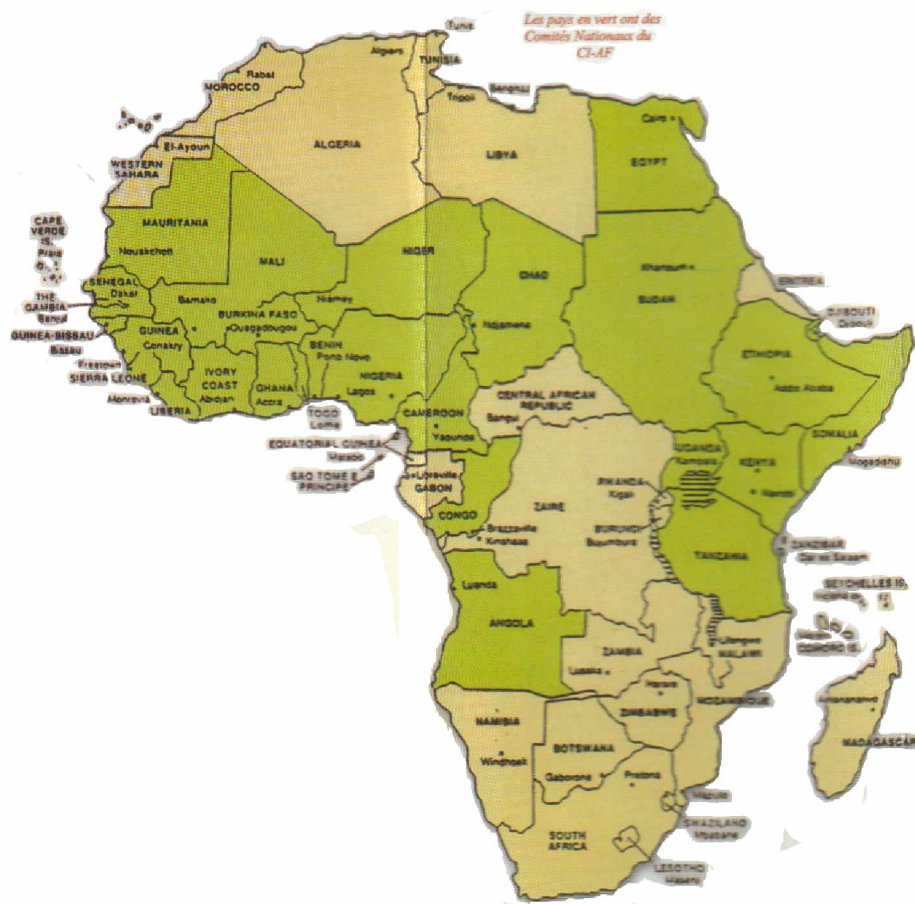 Les pays en vert ont des
Comités Nationaux du
CI-AF
Tunis
Algiers
TUNISIA
Rabat
MOROCCO
Tripoli
Benghazi
Cairo
El-Ayoun
ALGERIA
LIBYA
EGYPT
WESTERN
SAHARA
CAPE
VERDE
IS.
Praia
MAURITANIA
Nouakchott
MALI
NIGER
CHAD
Khartoum
SUDAN
ERITREA
SENEGAL
Dakar
THE
GAMBIA
Banjul
Bamako
BURKINA FASO
Ouagadougou
Niamey
Ndjamena
DJIBOUTI
Djibouti
GUINEA-BISSAU
Bissau
GUINEA
Conakry
BENIN
Porto Novo
ETHIOPIA
Addis Ababa
Freetown
SIERRA LEONE
IVORY
COAST
Abidjan
GHANA
Accra
NIGERIA
Lagos
Monrovia
LIBERIA
CENTRAL AFRICAN
REPUBLIC
Bangui
TOGO
Lome
CAMEROON
Yaounde
SOMALIA
Mogadishu
EQUATORIAL GUINEA
Malabo
UGANDA
Kampala
KENYA
Nairobi
SAO TOME E
PRINCIPE
Libreville
GABON
CONGO
ZAIRE
RWANDA
Kigali
Brazzaville
Kinshasa
BURUNDI
Bujumbura
TANZANIA
ZANZIBAR
Dar es Salaam
Luanda
SEYCHELLES IS.
ANGOLA
COMORO IS.
Lilongwe
MALAWI
ZAMBIA
Lusaka
Harare
ZIMBABWE
MOZAMBIQUE
Antananarivo
MADAGASCAR
NAMIBIA
Windhoek
BOTSWANA
Gaborone
Pretoria
Maputo
SWAZILAND
Mbabane
SOUTH
AFRICA
LESOTHO
Maseru